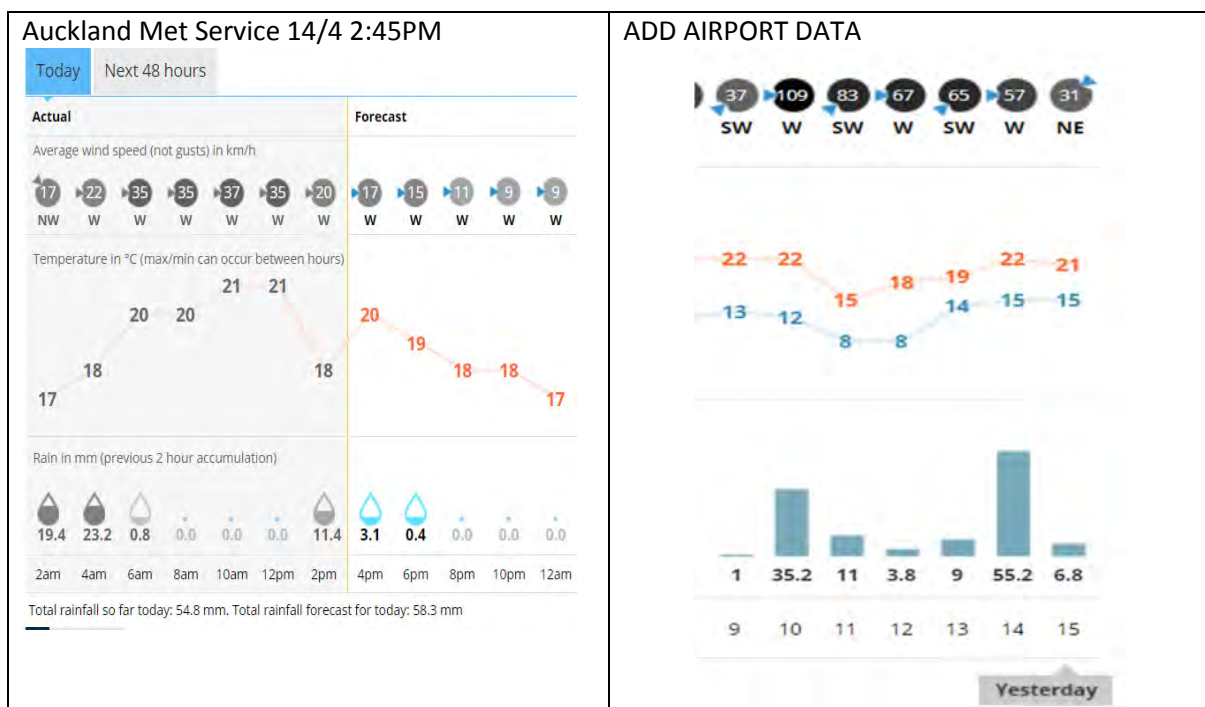 Auckland Met Service 14/4 2:45PM
Today Next 48 hours
Actual Forecast
Average wind speed (not gusts) in km/h
17 22 35 35 37 35 20 17 15 11 9 9
NW W W W W W W W W W W W
Temperature in °C (max/min can occur between hours)
21 21
20 20 20
19
18 18 18 18
17 17
Rain in mm (previous 2 hour accumulation)
19.4 23.2 0.8 0.0 0.0 0.0 11.4 3.1 0.4 0.0 0.0 0.0
2am 4am 6am 8am 10am 12pm 2pm 4pm 6pm 8pm 10pm 12am
Total rainfall so far today: 54.8 mm. Total rainfall forecast for today: 58.3 mm
ADD AIRPORT DATA
37 109 83 67 65 57 31
SW W SW W SW W NE
22 22 15 18 19 22 21
13 12 8 8 14 15 15
1 35.2 11 3.8 9 55.2 6.8
9 10 11 12 13 14 15
Yesterday